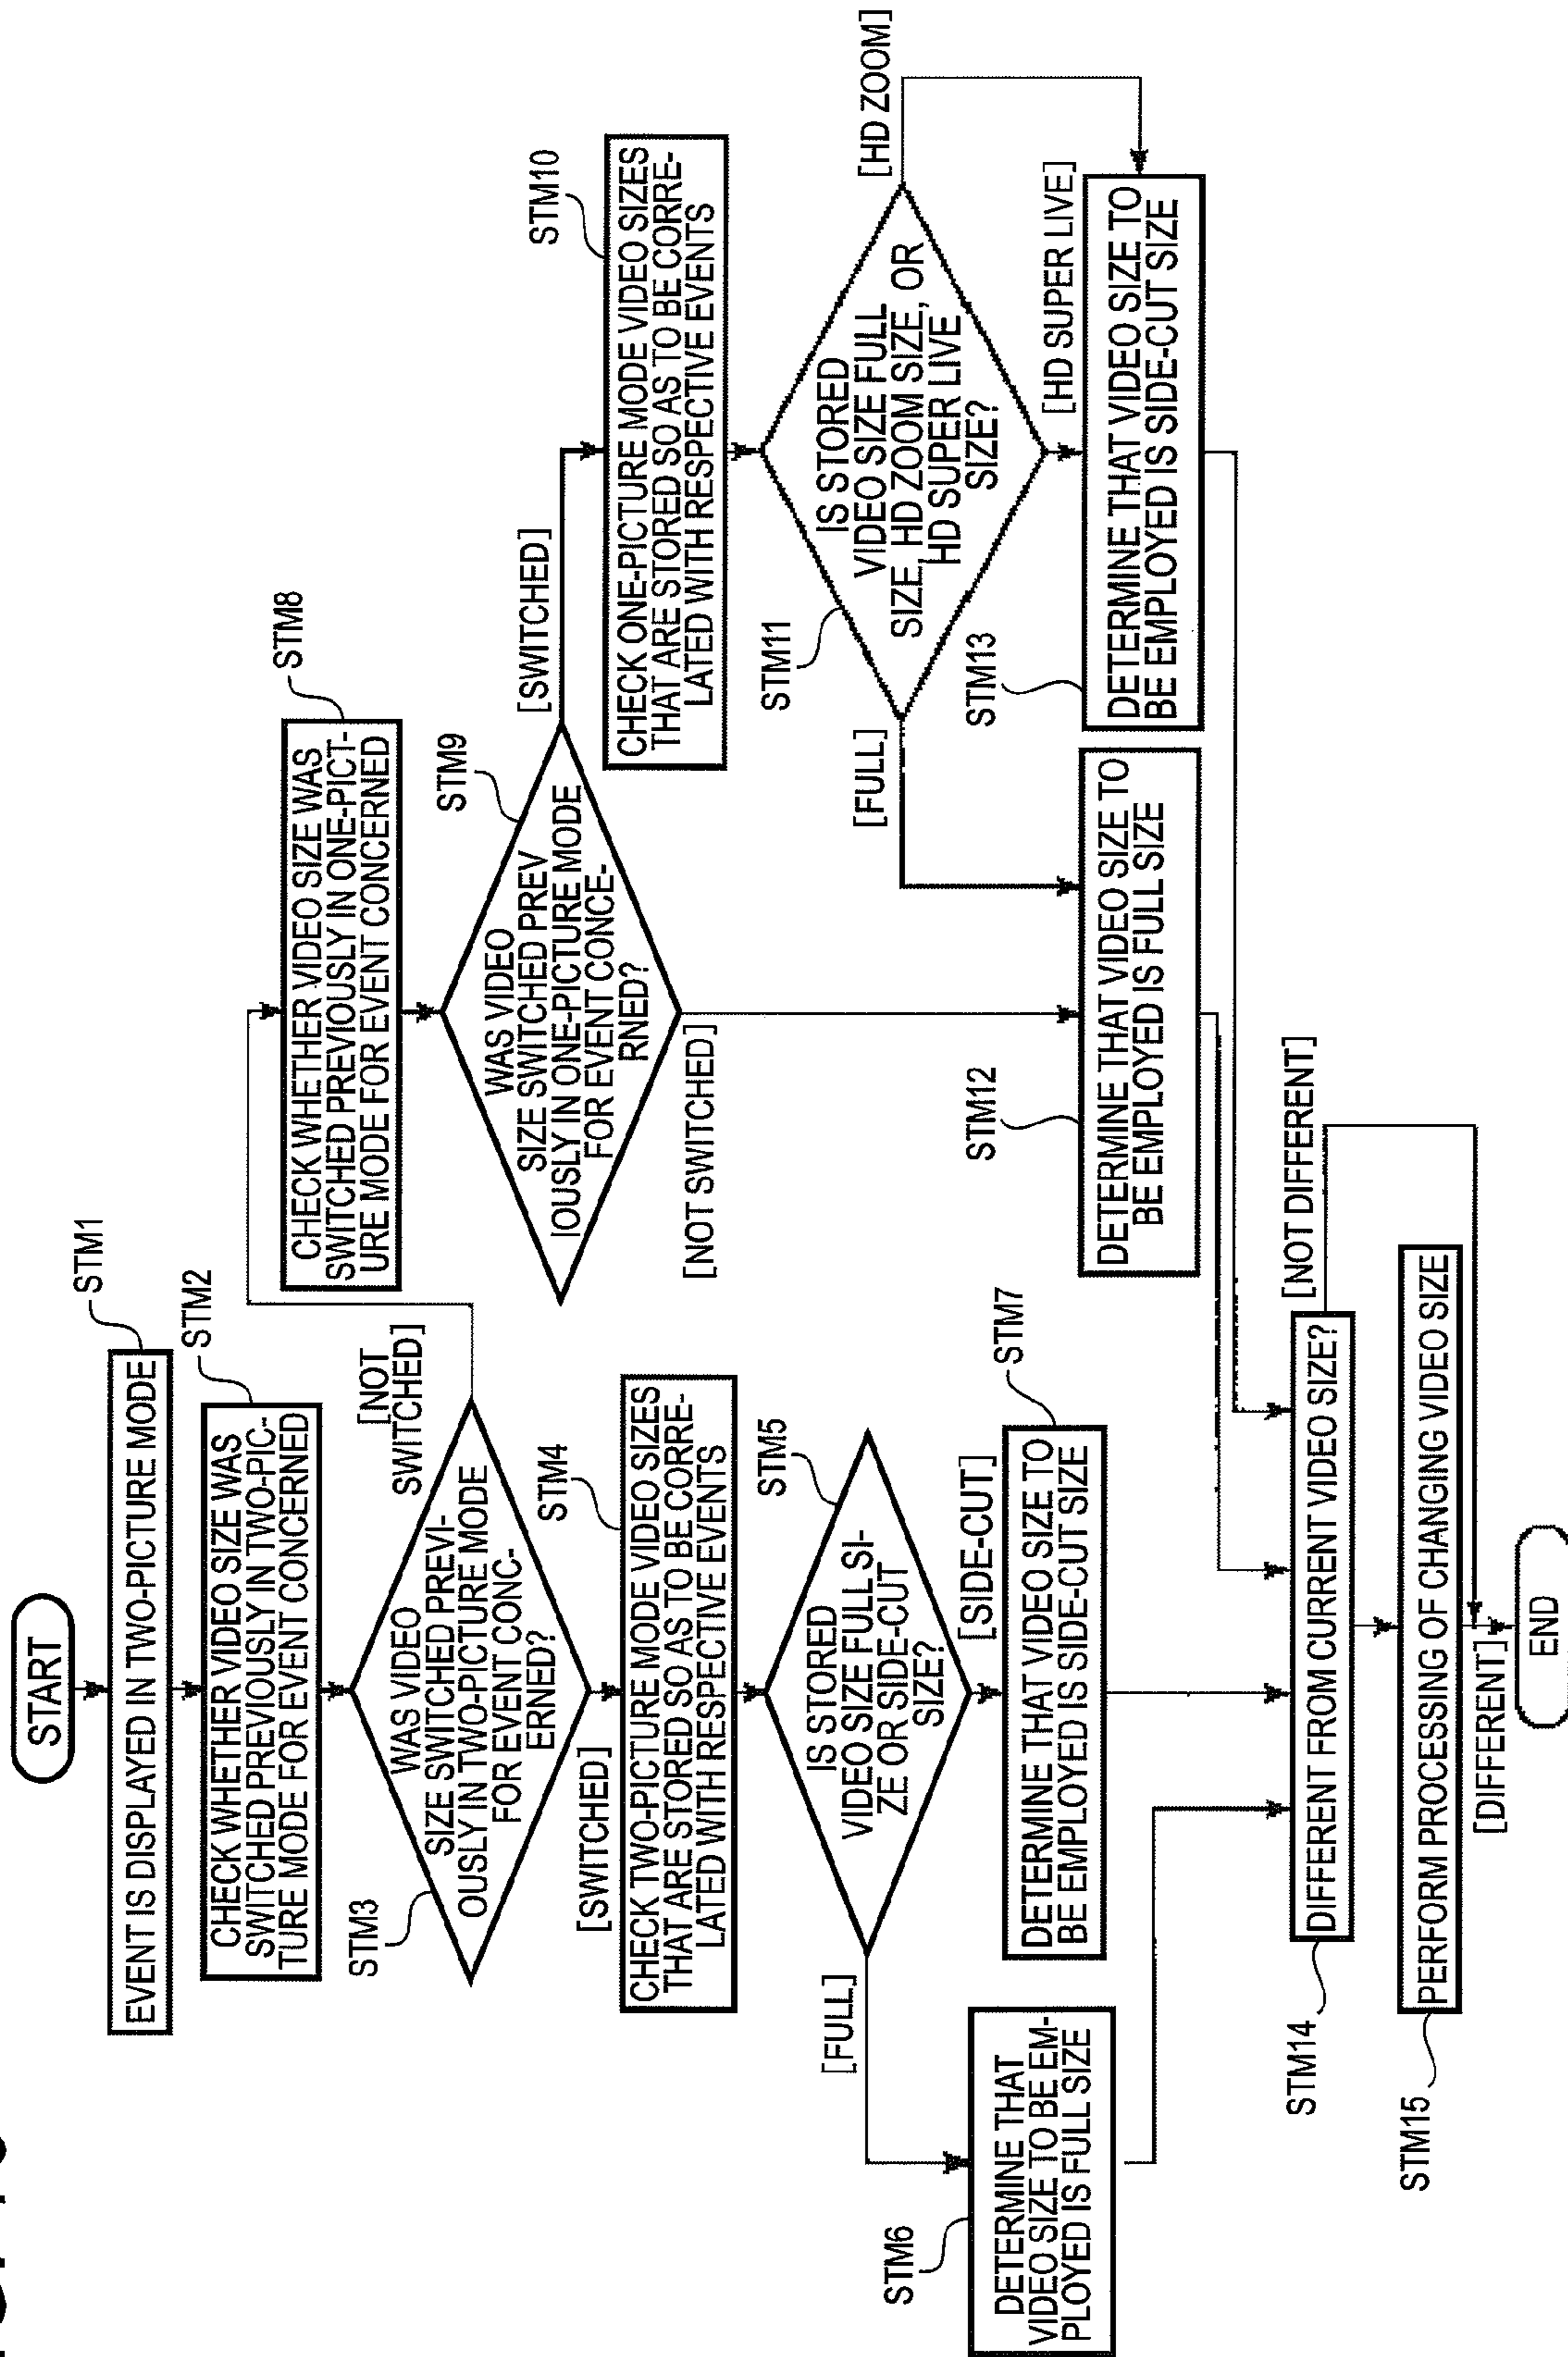 START
EVENT IS DISPLAYED IN TWO-PICTURE MODE
STM1
CHECK WHETHER VIDEO SIZE WAS
SWITCHED PREVIOUSLY IN TWO-PIC-
TURE MODE FOR EVENT CONCERNED
STM2
WAS VIDEO
SIZE SWITCHED PREVI-
OUSLY IN TWO-PICTURE MODE
FOR EVENT CONC-
ERNED?
STM3
[NOT
SWITCHED]
[SWITCHED]
CHECK TWO-PICTURE MODE VIDEO SIZES
THAT ARE STORED SO AS TO BE CORRE-
LATED WITH RESPECTIVE EVENTS
STM4
IS STORED
VIDEO SIZE FULL SI-
ZE OR SIDE-CUT
SIZE?
STM5
[FULL]
[SIDE-CUT]
DETERMINE THAT
VIDEO SIZE TO BE EM-
PLOYED IS FULL SIZE
STM6
DETERMINE THAT VIDEO SIZE TO
BE EMPLOYED IS SIDE-CUT SIZE
STM7
CHECK WHETHER VIDEO SIZE WAS
SWITCHED PREVIOUSLY IN ONE-PICT-
URE MODE FOR EVENT CONCERNED
STM8
WAS VIDEO
SIZE SWITCHED PREV
IOUSLY IN ONE-PICTURE MODE
FOR EVENT CONCE-
RNED?
STM9
[SWITCHED]
[NOT SWITCHED]
CHECK ONE-PICTURE MODE VIDEO SIZES
THAT ARE STORED SO AS TO BE CORRE-
LATED WITH RESPECTIVE EVENTS
STM10
IS STORED
VIDEO SIZE FULL
SIZE, HD ZOOM SIZE, OR
HD SUPER LIVE
SIZE?
STM11
[FULL]
[HD ZOOM]
[HD SUPER LIVE]
DETERMINE THAT VIDEO SIZE TO
BE EMPLOYED IS FULL SIZE
STM12
DETERMINE THAT VIDEO SIZE TO
BE EMPLOYED IS SIDE-CUT SIZE
STM13
DIFFERENT FROM CURRENT VIDEO SIZE?
STM14
[NOT DIFFERENT]
PERFORM PROCESSING OF CHANGING VIDEO SIZE
STM15
[DIFFERENT]
END